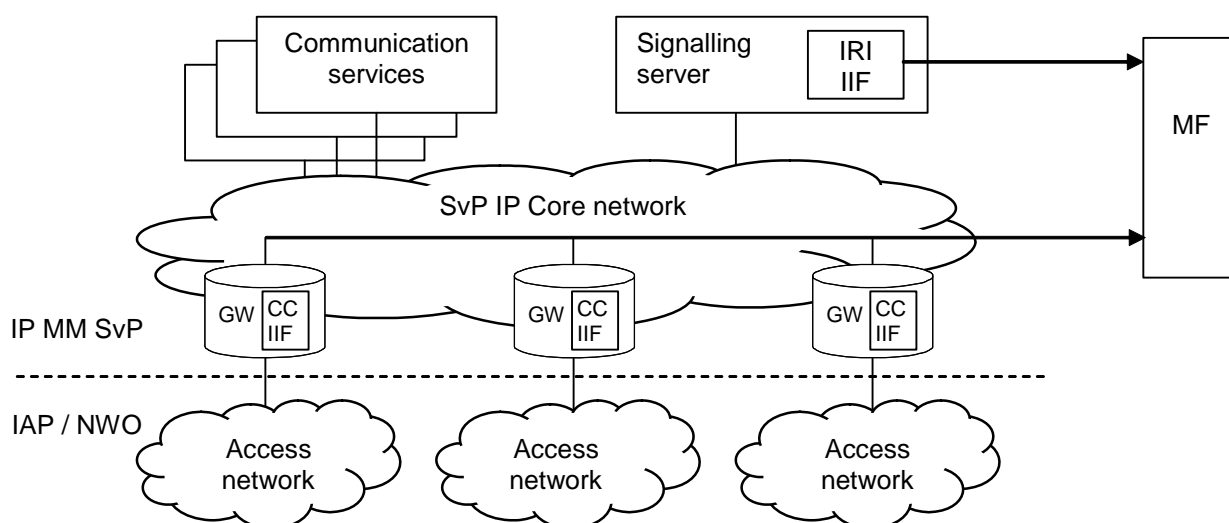 Communication
services
Signalling
server
IRI
IIF
MF
SvP IP Core network
GW
CC
IIF
GW
CC
IIF
GW
CC
IIF
IP MM SvP
IAP / NWO
Access
network
Access
network
Access
network